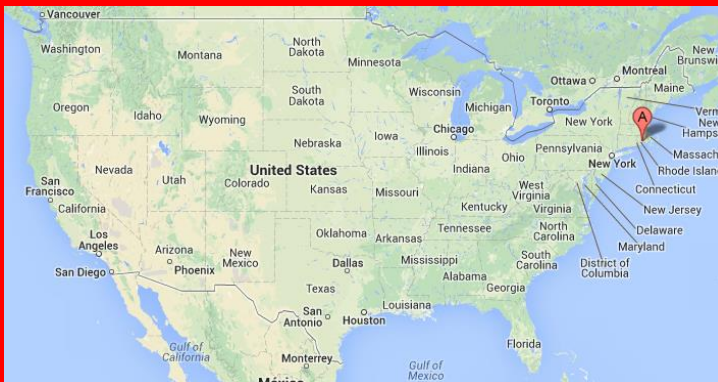 Vancouver
Washington
Montana
North
Dakota
Minnesota
Ottawa
Montréal
New
Brunsw
Maine
Oregon
Idaho
Wyoming
South
Dakota
Wisconsin
Michigan
Toronto
Verm
New
Hamps
A
New York
Massach
Rhode Island
Connecticut
Nebraska
Iowa
Chicago
Illinois
Indiana
Ohio
Pennsylvania
New York
Nevada
Utah
Colorado
United States
Kansas
Missouri
West
Virginia
Virginia
Kentucky
New Jersey
Delaware
Maryland
District of
Columbia
San
Francisco
California
Los
Angeles
San Diego
Arizona
Phoenix
New
Mexico
Oklahoma
Arkansas
Tennessee
North
Carolina
South
Carolina
Dallas
Mississippi
Alabama
Georgia
Texas
Louisiana
San
Antonio
Houston
Florida
Gulf of
California
Monterrey
Gulf of
Mexico
México